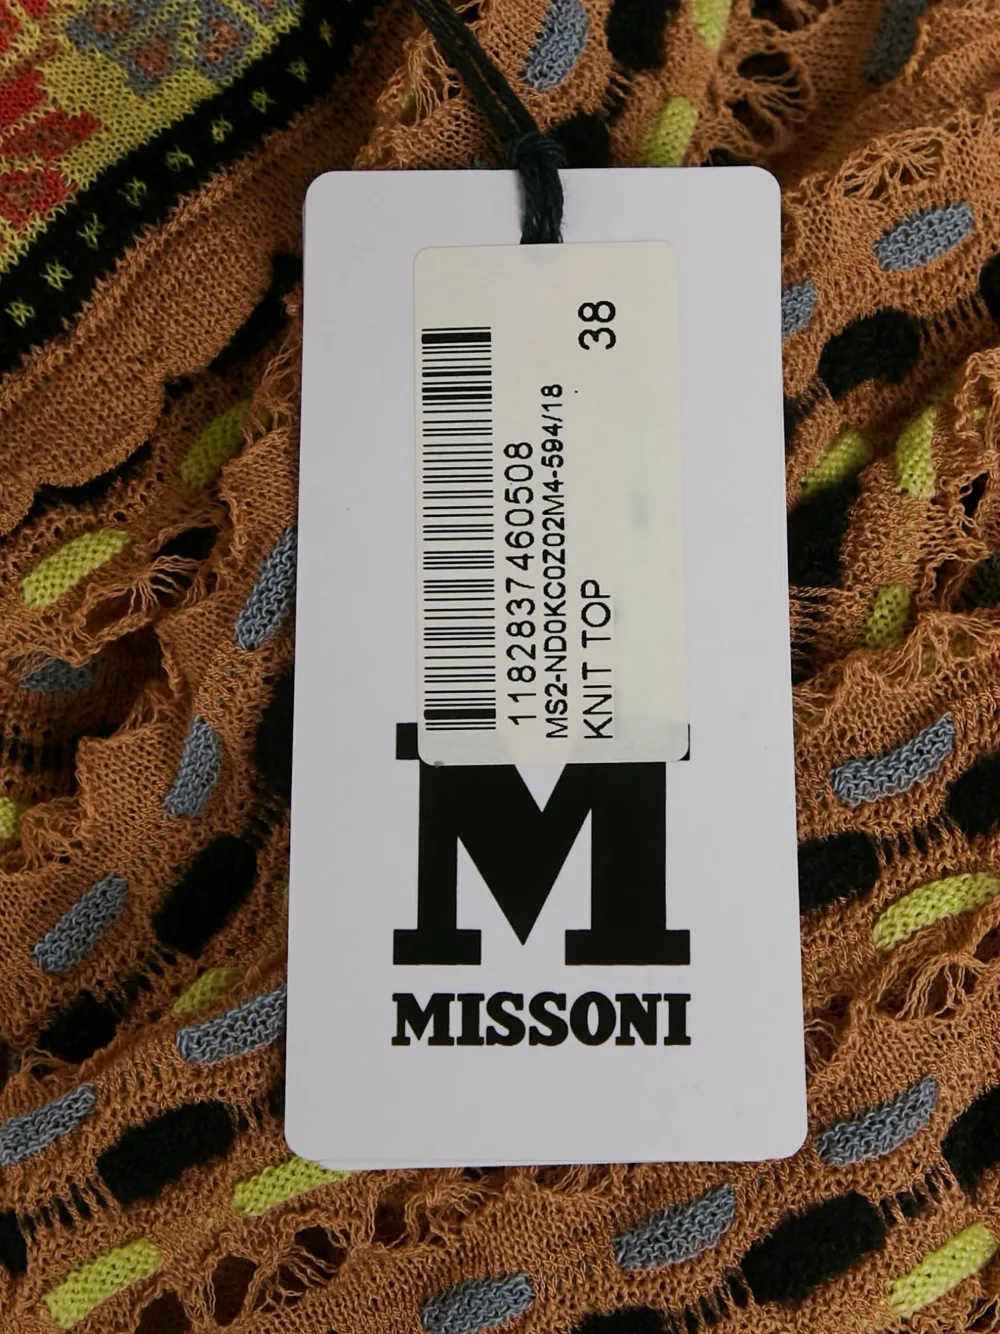 38
1182837460508
MS2-ND0KC0Z02M4-594/18
KNIT TOP
M
MISSONI